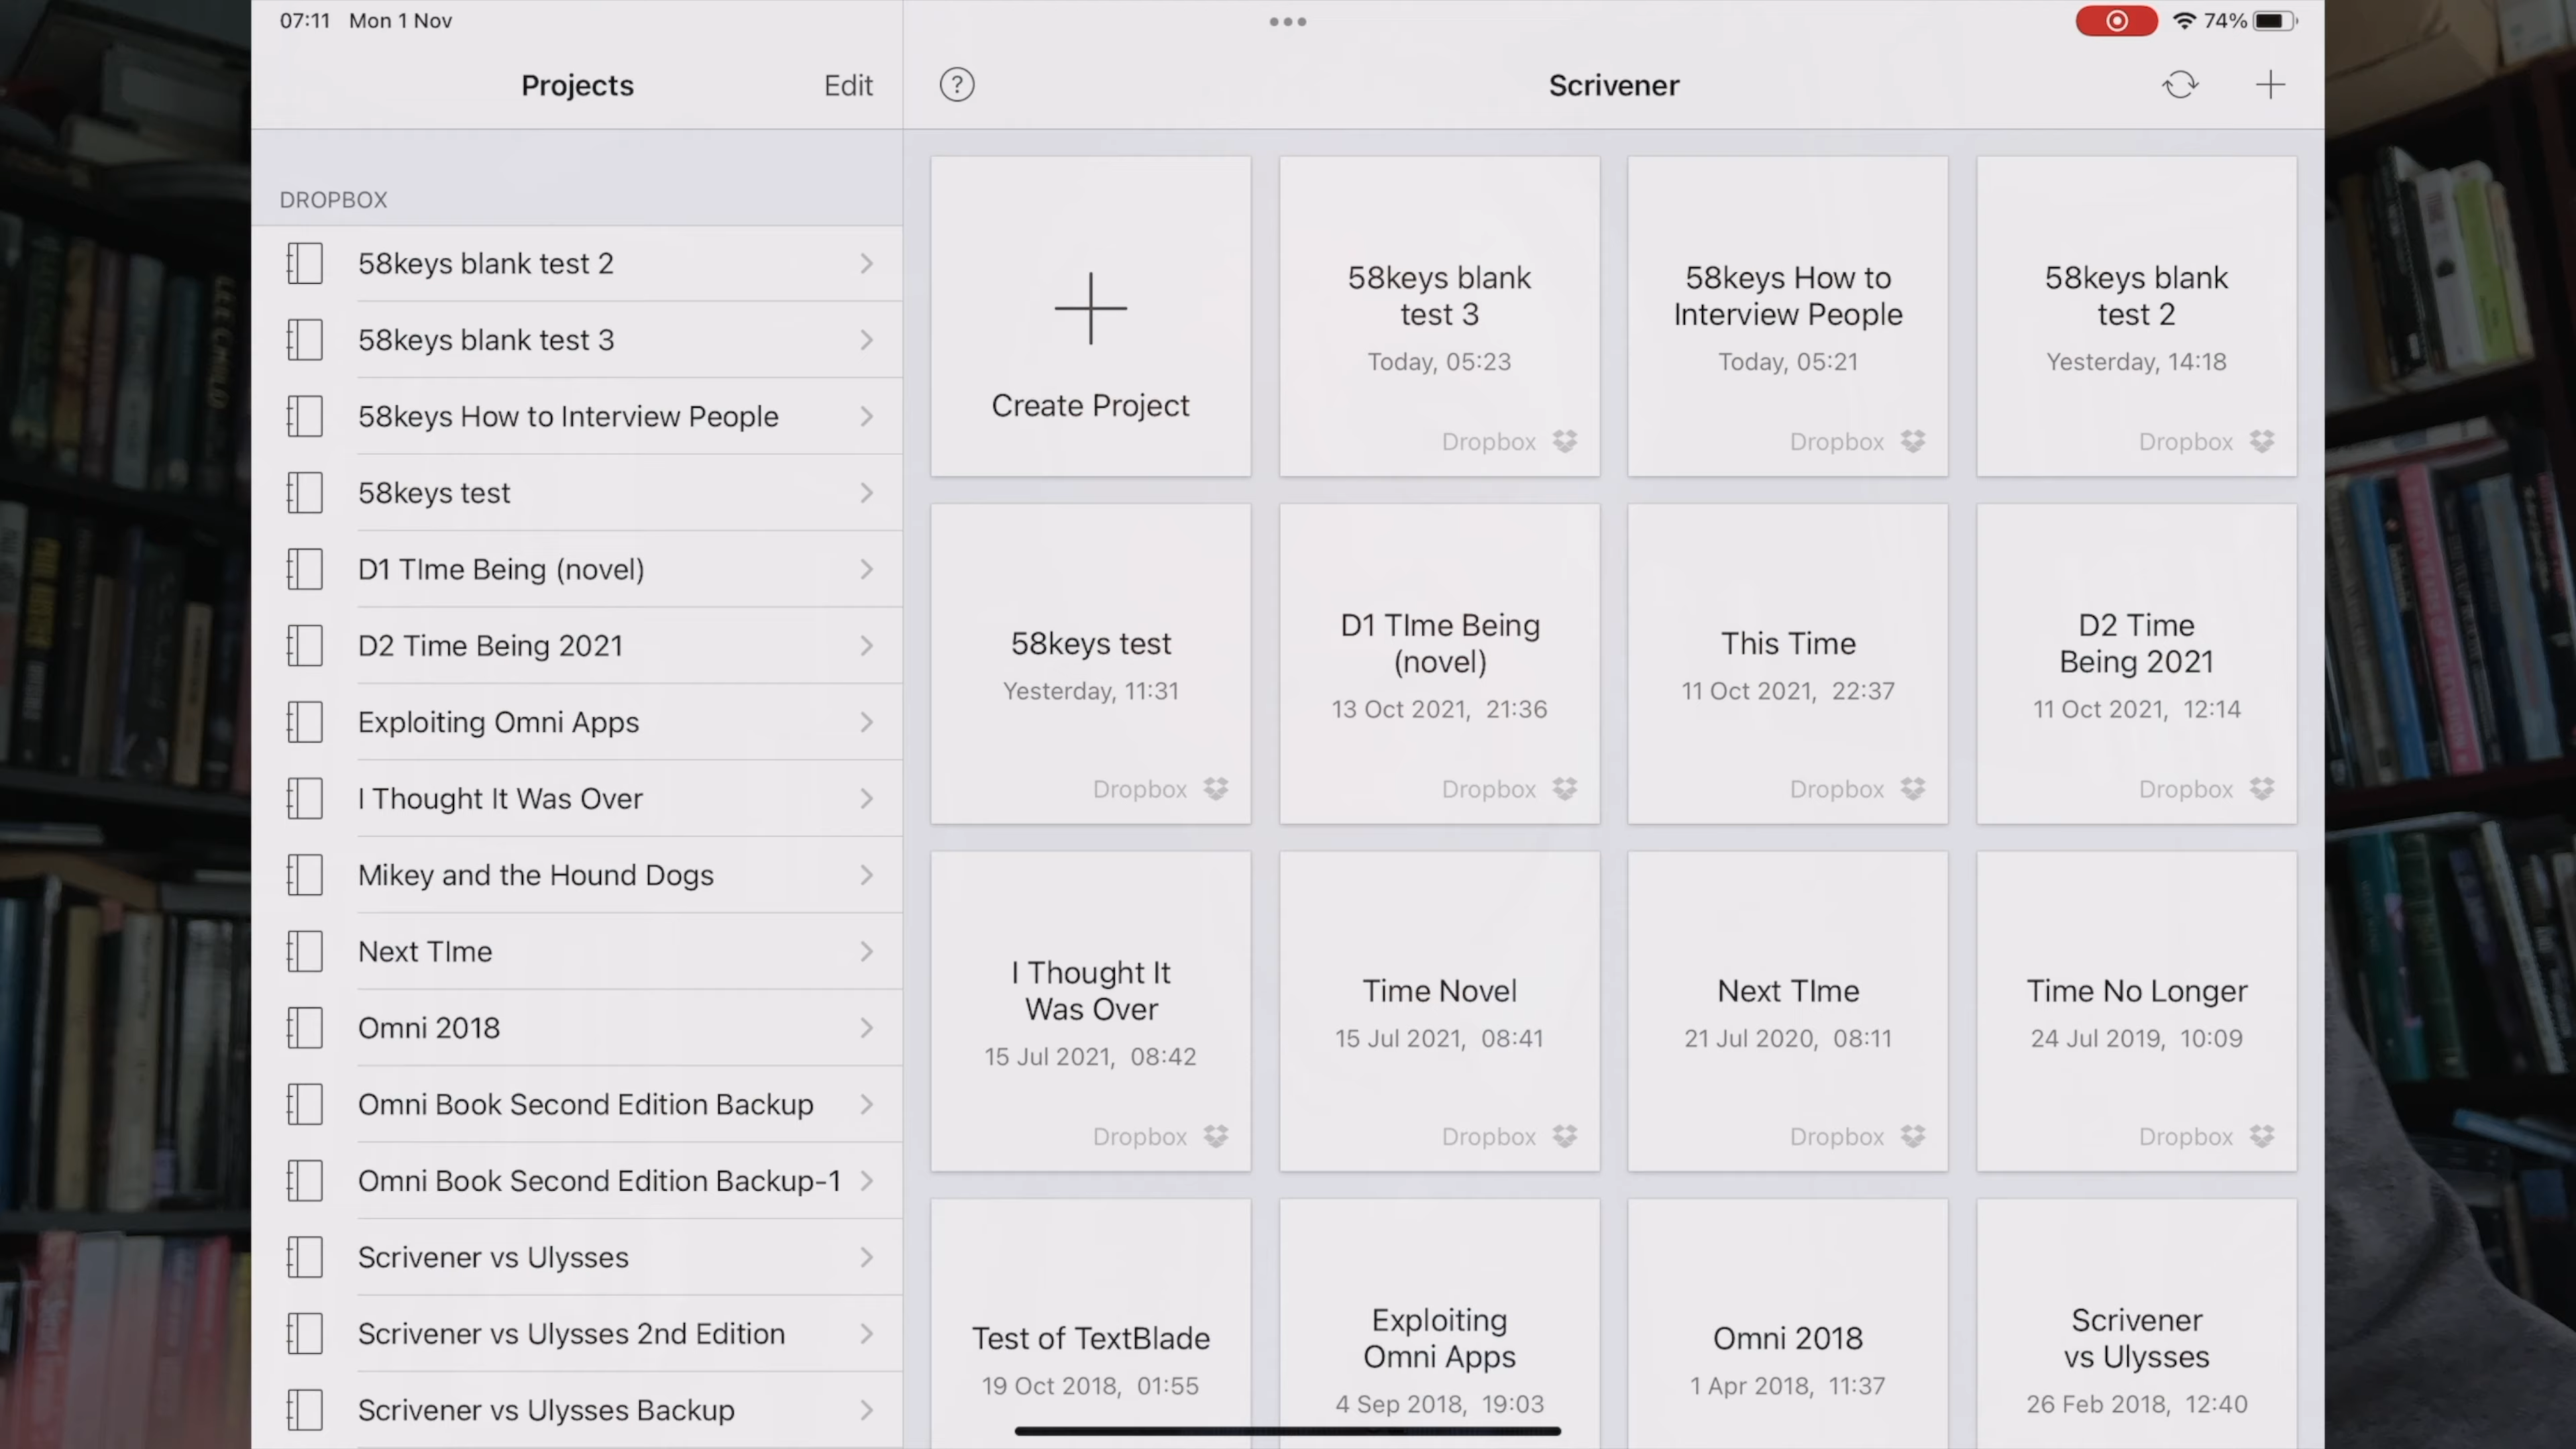 07:11 Mon 1 Nov
74%
Projects
Edit
Scrivener
DROPBOX
58keys blank test 2
58keys blank test 3
58keys How to Interview People
58keys test
D1 TIme Being (novel)
D2 Time Being 2021
Exploiting Omni Apps
I Thought It Was Over
Mikey and the Hound Dogs
Next TIme
Omni 2018
Omni Book Second Edition Backup
Omni Book Second Edition Backup-1
Scrivener vs Ulysses
Scrivener vs Ulysses 2nd Edition
Scrivener vs Ulysses Backup
Create Project
58keys blank
test 3
Today, 05:23
Dropbox
58keys How to
Interview People
Today, 05:21
Dropbox
58keys blank
test 2
Yesterday, 14:18
Dropbox
58keys test
Yesterday, 11:31
Dropbox
D1 TIme Being
(novel)
13 Oct 2021, 21:36
Dropbox
This Time
11 Oct 2021, 22:37
Dropbox
D2 Time
Being 2021
11 Oct 2021, 12:14
Dropbox
I Thought It
Was Over
15 Jul 2021, 08:42
Dropbox
Time Novel
15 Jul 2021, 08:41
Dropbox
Next TIme
21 Jul 2020, 08:11
Dropbox
Time No Longer
24 Jul 2019, 10:09
Dropbox
Test of TextBlade
19 Oct 2018, 01:55
Exploiting
Omni Apps
4 Sep 2018, 19:03
Omni 2018
1 Apr 2018, 11:37
Scrivener
vs Ulysses
26 Feb 2018, 12:40